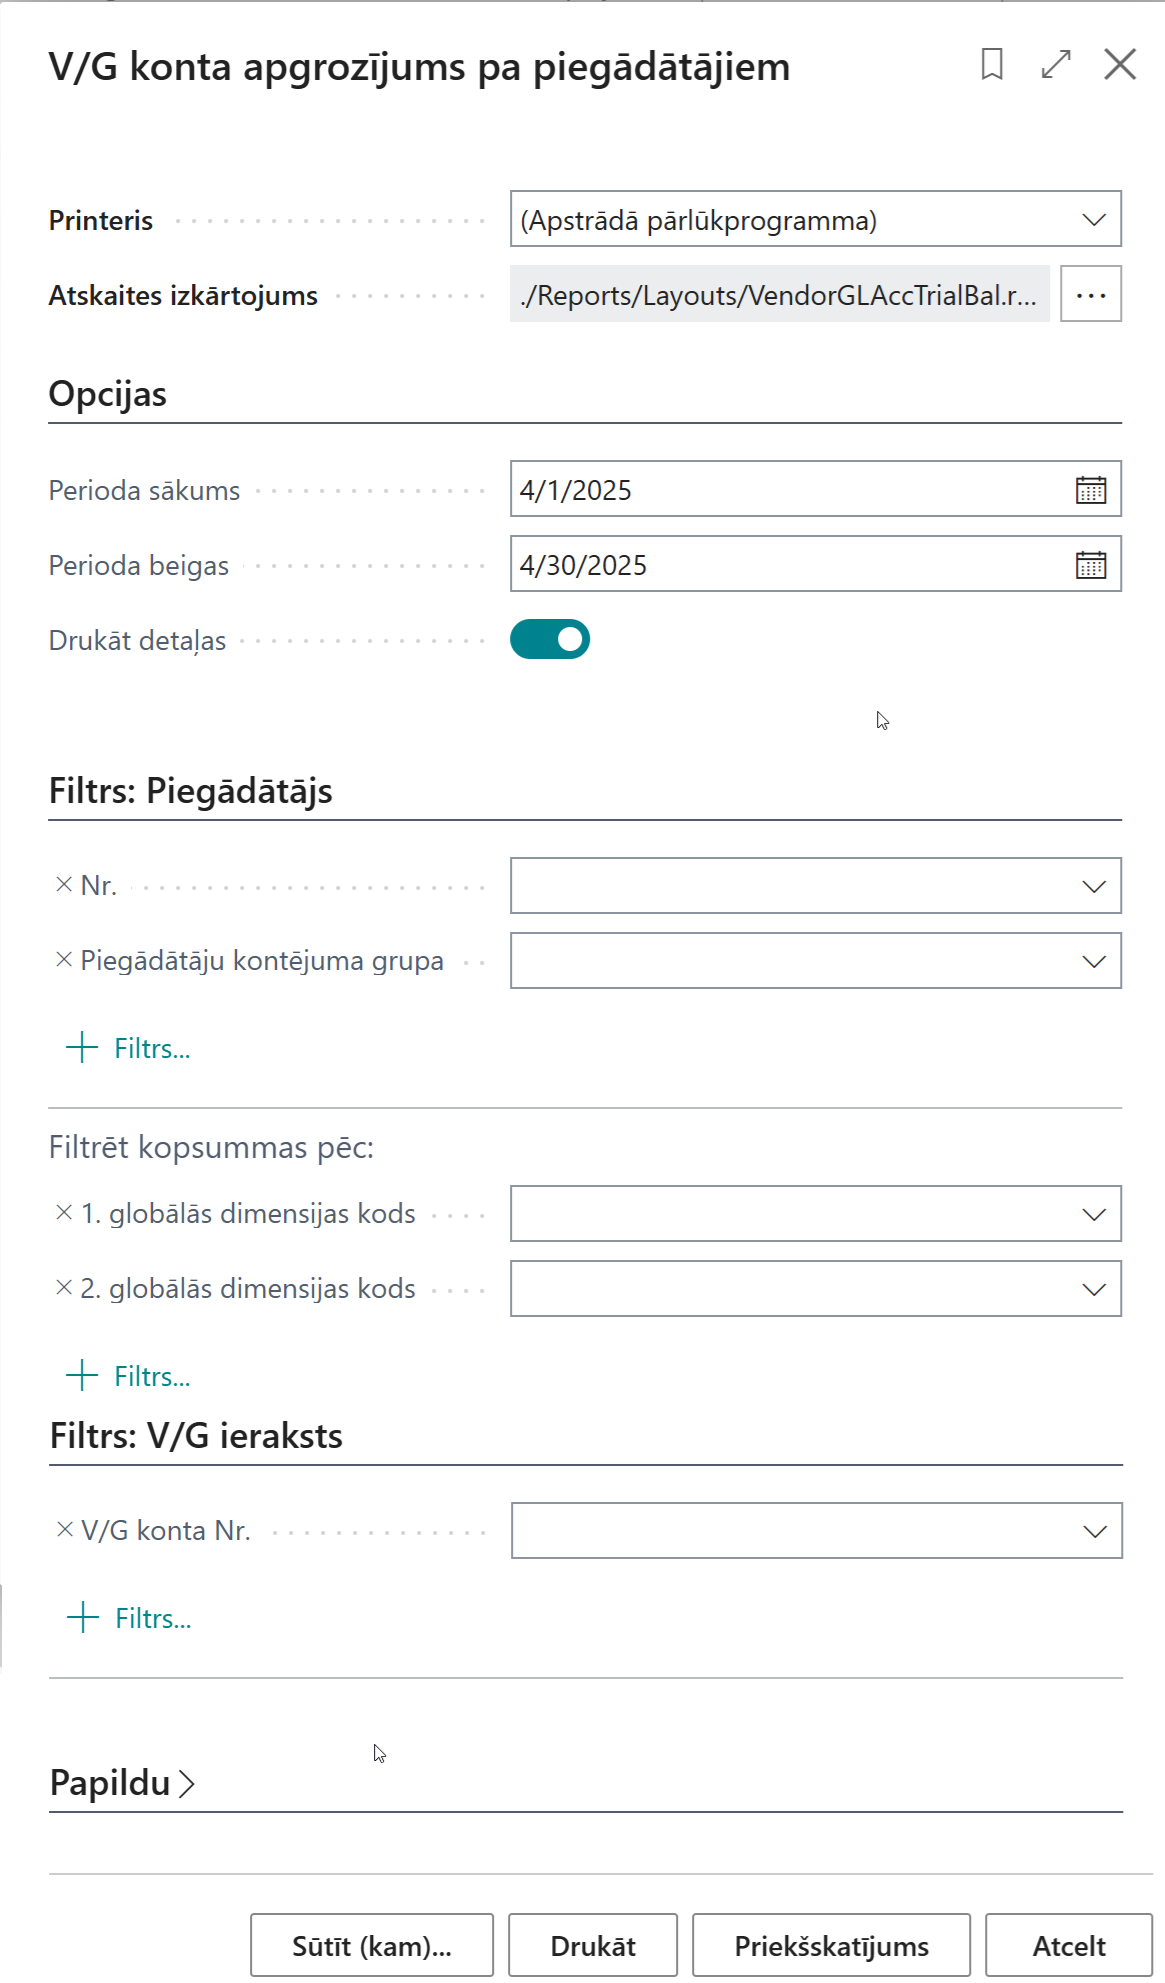 V/G konta apgrozījums pa piegādātājiem
Printeris (Apstrādā pārlūkprogramma)
Atskaites izkārtojums ./Reports/Layouts/VendorGLAccTrialBal.r...
Opcijas
Perioda sākums 4/1/2025
Perioda beigas 4/30/2025
Drukāt detaļas
Filtrs: Piegādātājs
Nr.
Piegādātāju kontējuma grupa
Filtrs...
Filtrēt kopsummas pēc:
1. globālās dimensijas kods
2. globālās dimensijas kods
Filtrs...
Filtrs: V/G ieraksts
V/G konta Nr.
Filtrs...
Papildu
Sūtīt (kam)... Drukāt Priekšskatījums Atcelt